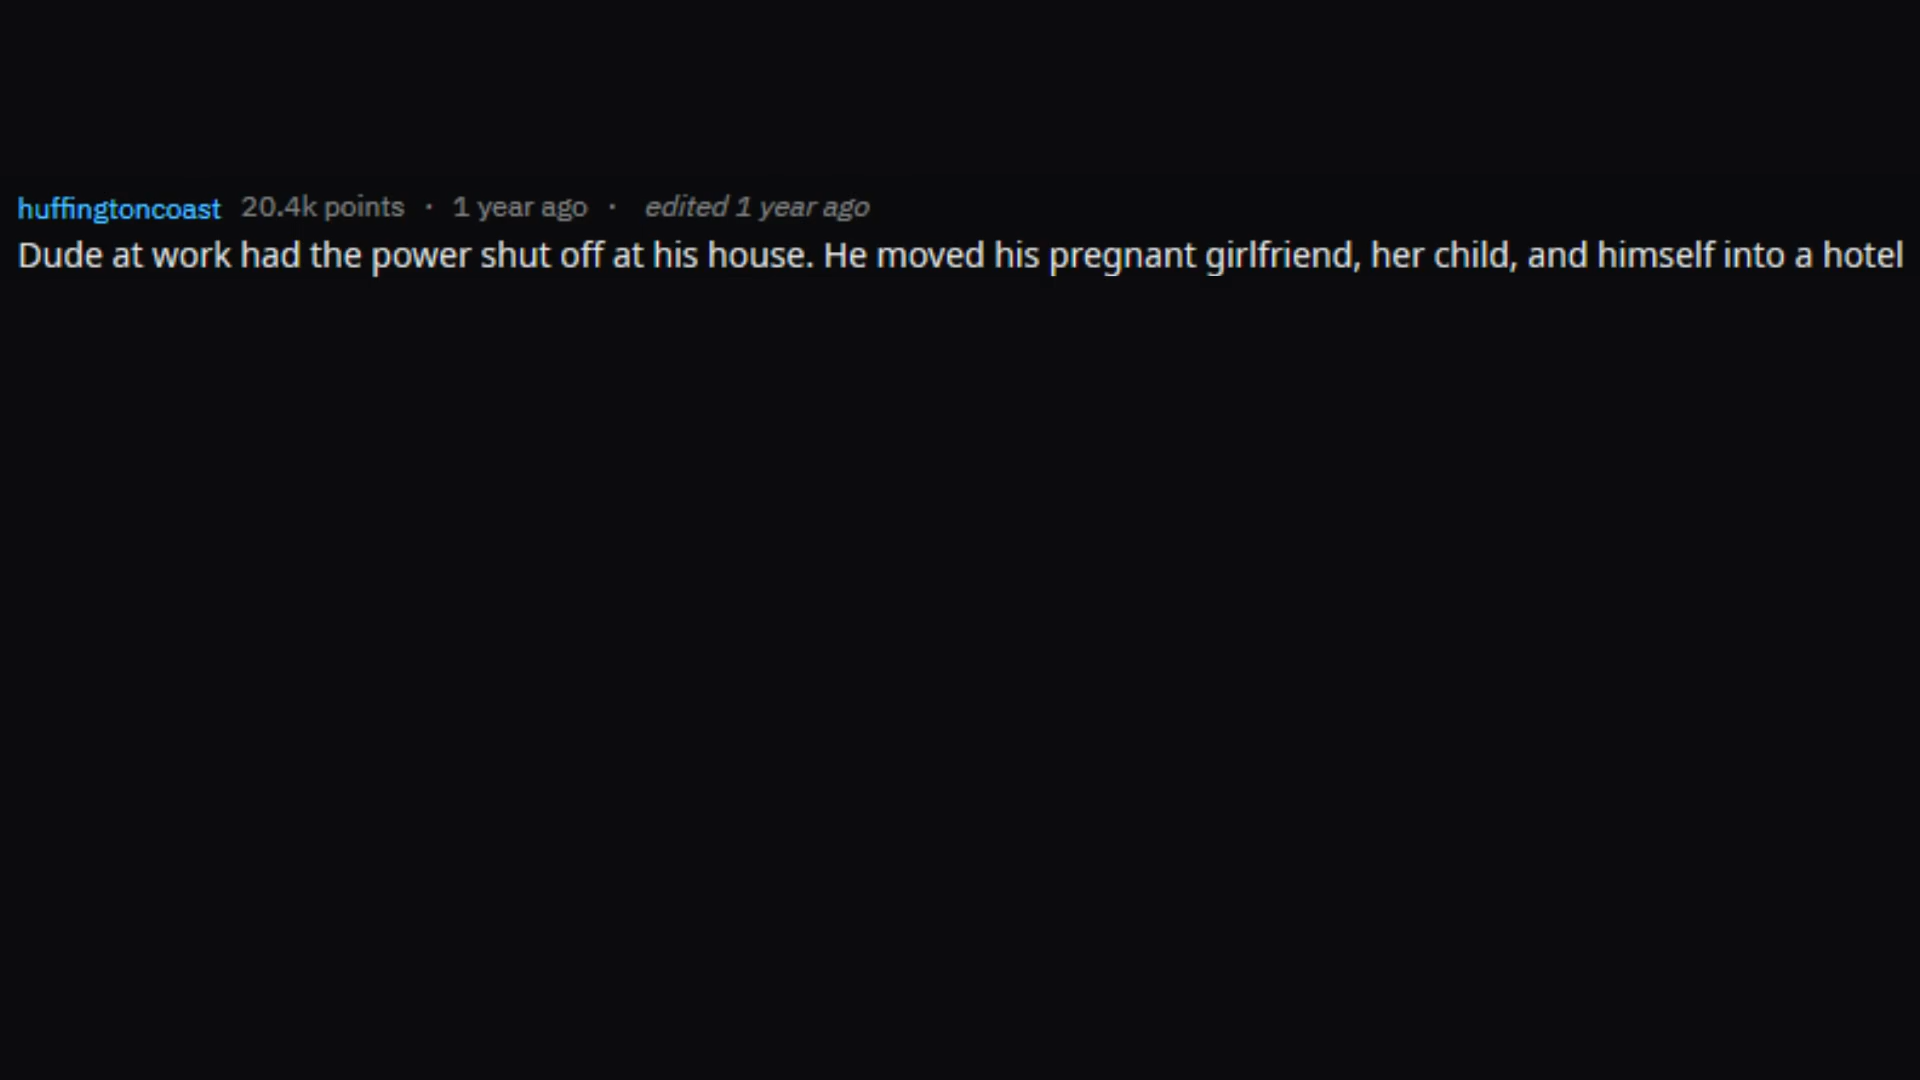 huffingtoncoast 20.4k points · 1 year ago · edited 1 year ago
Dude at work had the power shut off at his house. He moved his pregnant girlfriend, her child, and himself into a hotel